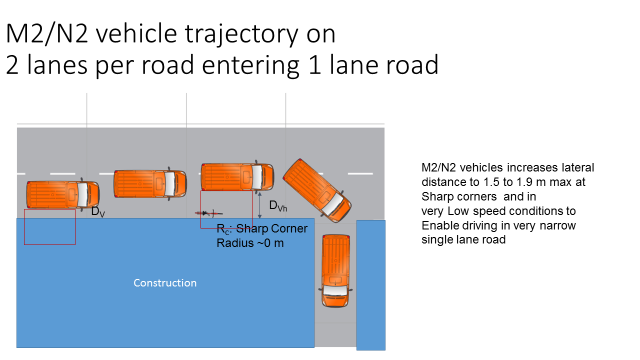 M2/N2 vehicle trajectory on
2 lanes per road entering 1 lane road
M2/N2 vehicles increases lateral
distance to 1.5 to 1.9 m max at
Sharp corners and in
very Low speed conditions to
Enable driving in very narrow
single lane road
DV
DVh
RC: Sharp Corner
Radius ~0 m
Construction